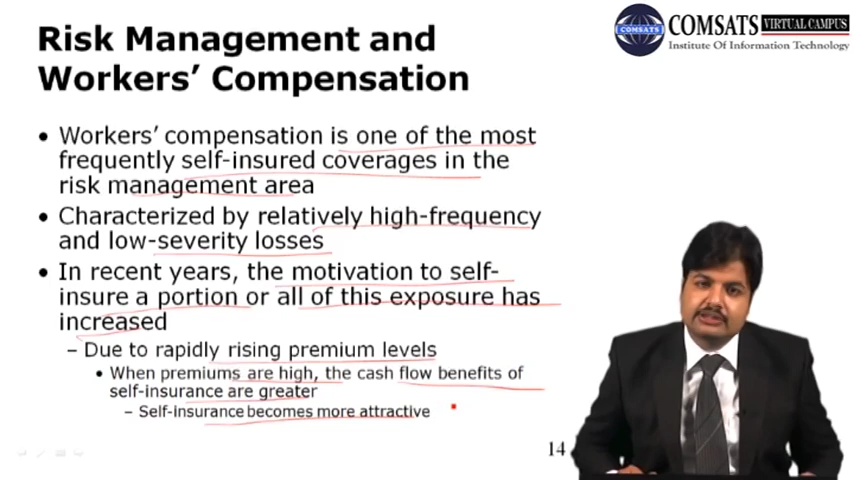 Risk Management and
Workers' Compensation
COMSATS VIRTUAL CAMPUS
Institute Of Information Technology
COMSATS
• Workers' compensation is one of the most
frequently self-insured coverages in the
risk management area
• Characterized by relatively high-frequency
and low-severity losses
• In recent years, the motivation to self-
insure a portion or all of this exposure has
increased
– Due to rapidly rising premium levels
• When premiums are high, the cash flow benefits of
self-insurance are greater
– Self-insurance becomes more attractive
14